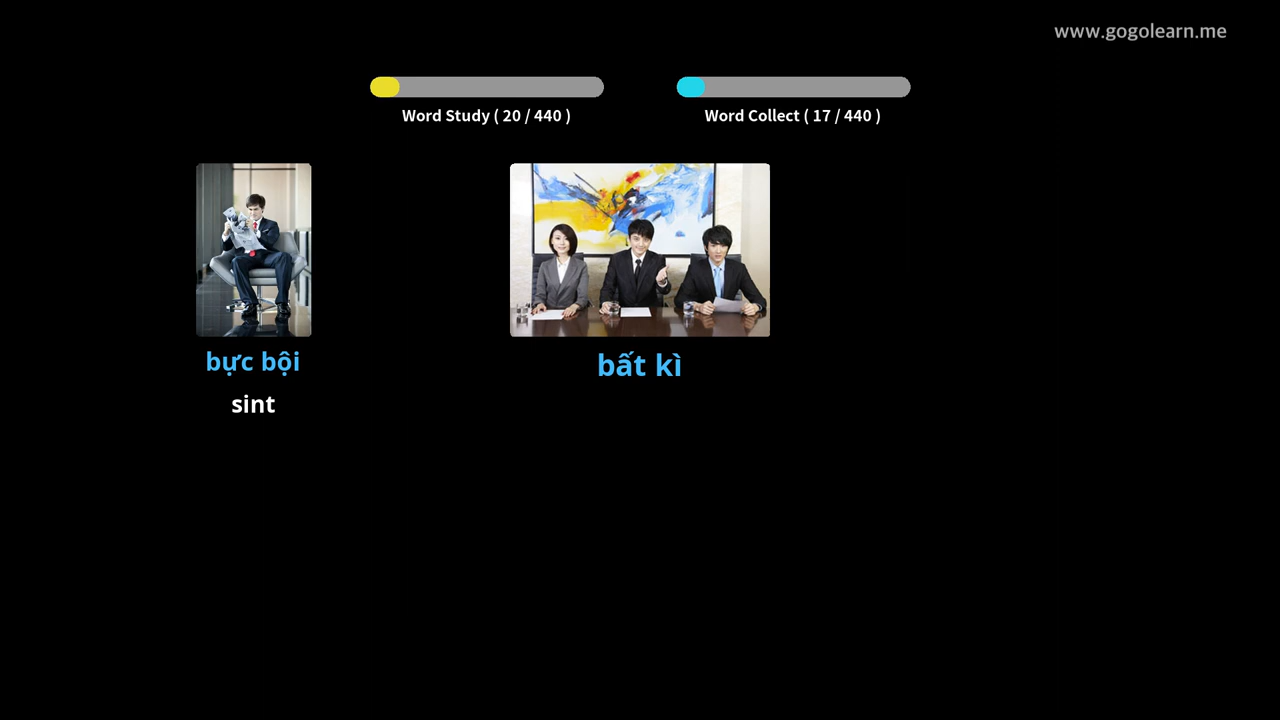 www.gogolearn.me
Word Study ( 20 / 440 )
Word Collect ( 17 / 440 )
bực bội
sint
bất kì